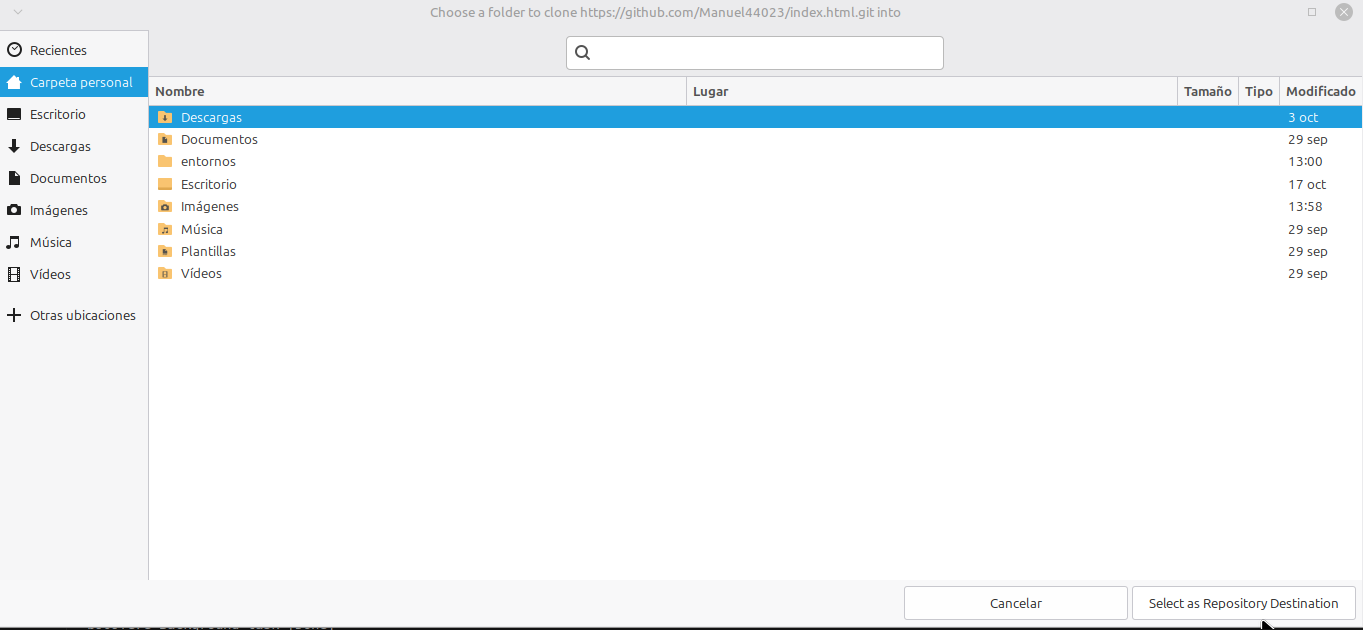 Choose a folder to clone https://github.com/Manuel44023/index.html.git into
Recientes
Carpeta personal
Escritorio
Descargas
Documentos
Imágenes
Música
Vídeos
Otras ubicaciones
Nombre Lugar Tamaño Tipo Modificado
Descargas 3 oct
Documentos 29 sep
entornos 13:00
Escritorio 17 oct
Imágenes 13:58
Música 29 sep
Plantillas 29 sep
Vídeos 29 sep
Cancelar Select as Repository Destination